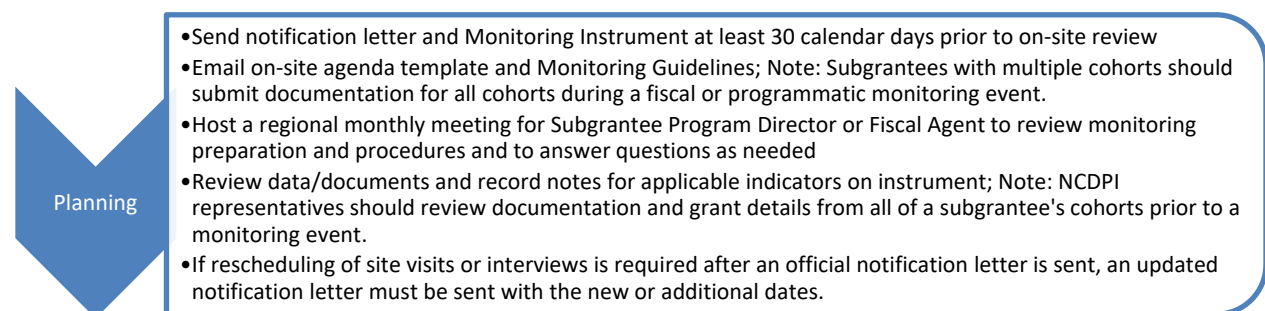 Planning
•Send notification letter and Monitoring Instrument at least 30 calendar days prior to on-site review
•Email on-site agenda template and Monitoring Guidelines; Note: Subgrantees with multiple cohorts should
submit documentation for all cohorts during a fiscal or programmatic monitoring event.
•Host a regional monthly meeting for Subgrantee Program Director or Fiscal Agent to review monitoring
preparation and procedures and to answer questions as needed
•Review data/documents and record notes for applicable indicators on instrument; Note: NCDPI
representatives should review documentation and grant details from all of a subgrantee's cohorts prior to a
monitoring event.
•If rescheduling of site visits or interviews is required after an official notification letter is sent, an updated
notification letter must be sent with the new or additional dates.